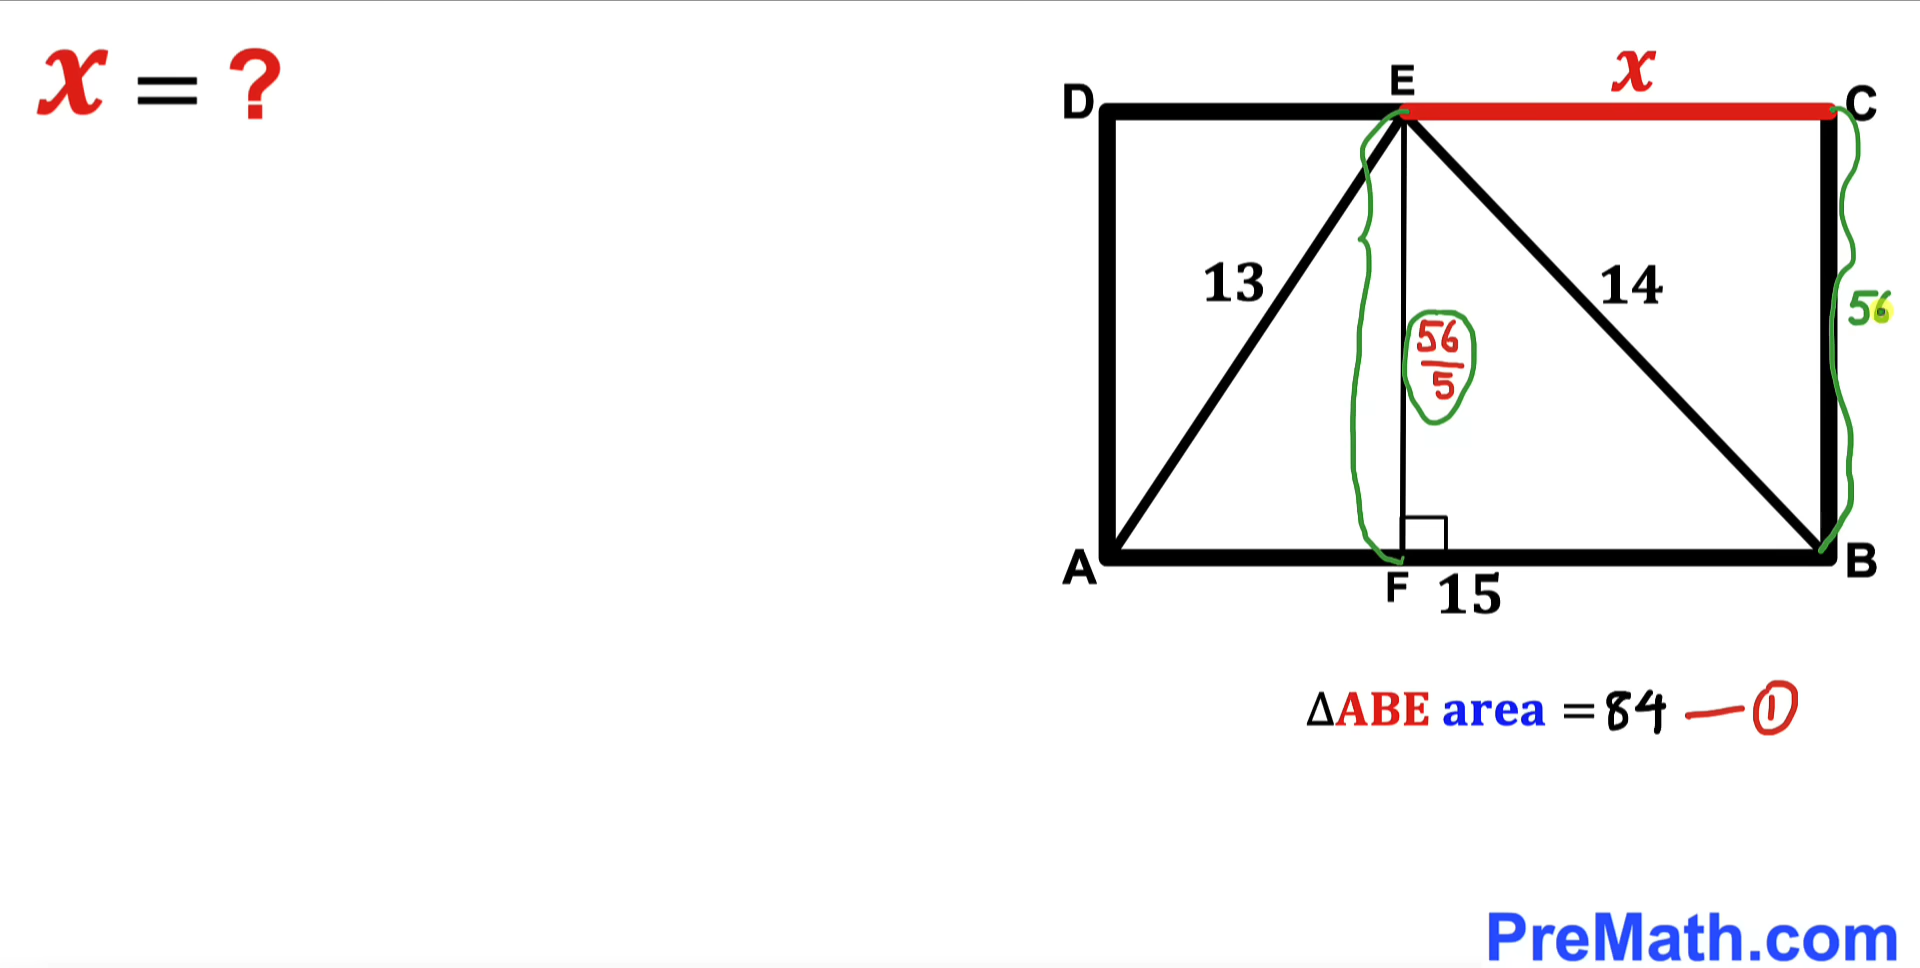 x = ?
D
E
x
C
13
14
56
5
56
A
F
15
B
ΔABE area = 84 — ①
PreMath.com